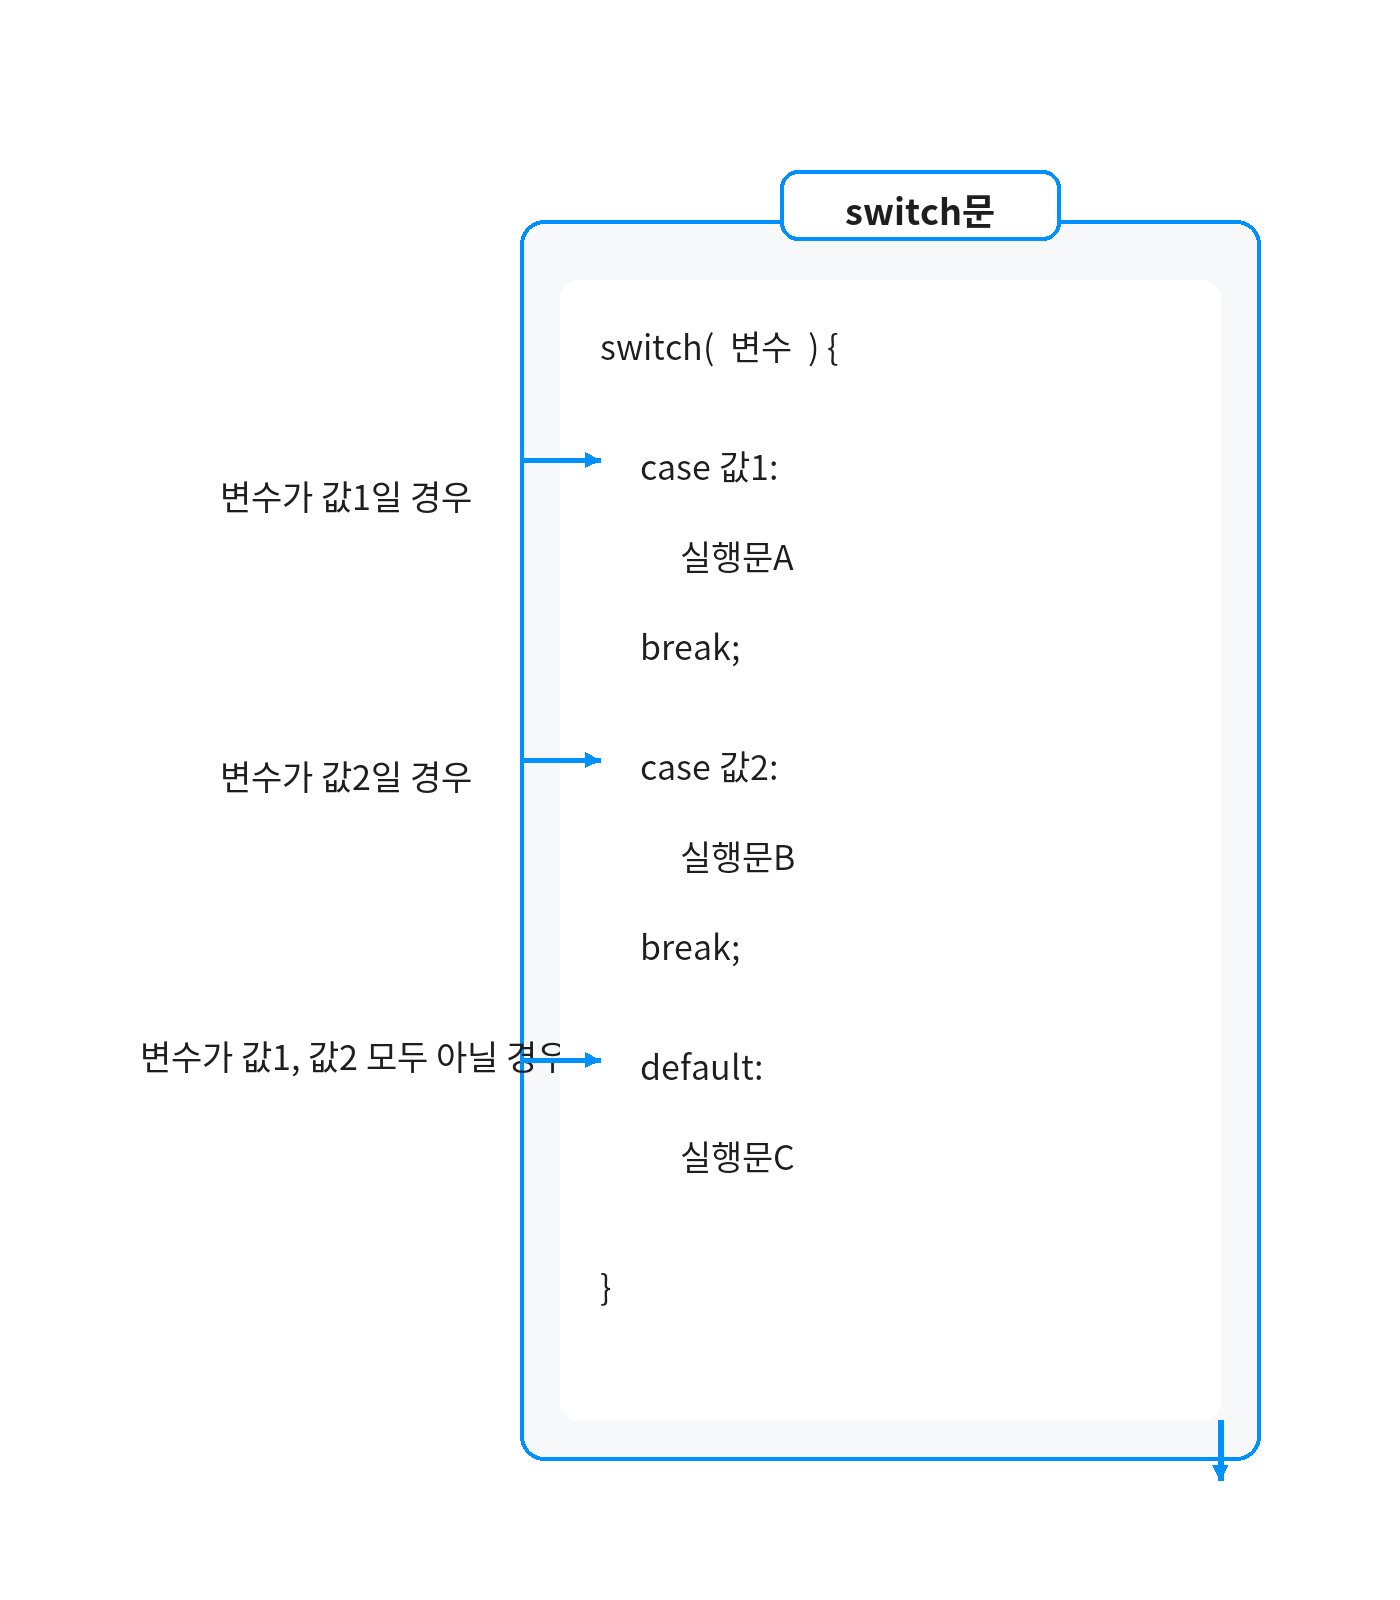 switch문
switch( 변수 ) {
변수가 값1일 경우
case 값1:
실행문A
break;
변수가 값2일 경우
case 값2:
실행문B
break;
변수가 값1, 값2 모두 아닐 경우
default:
실행문C
}